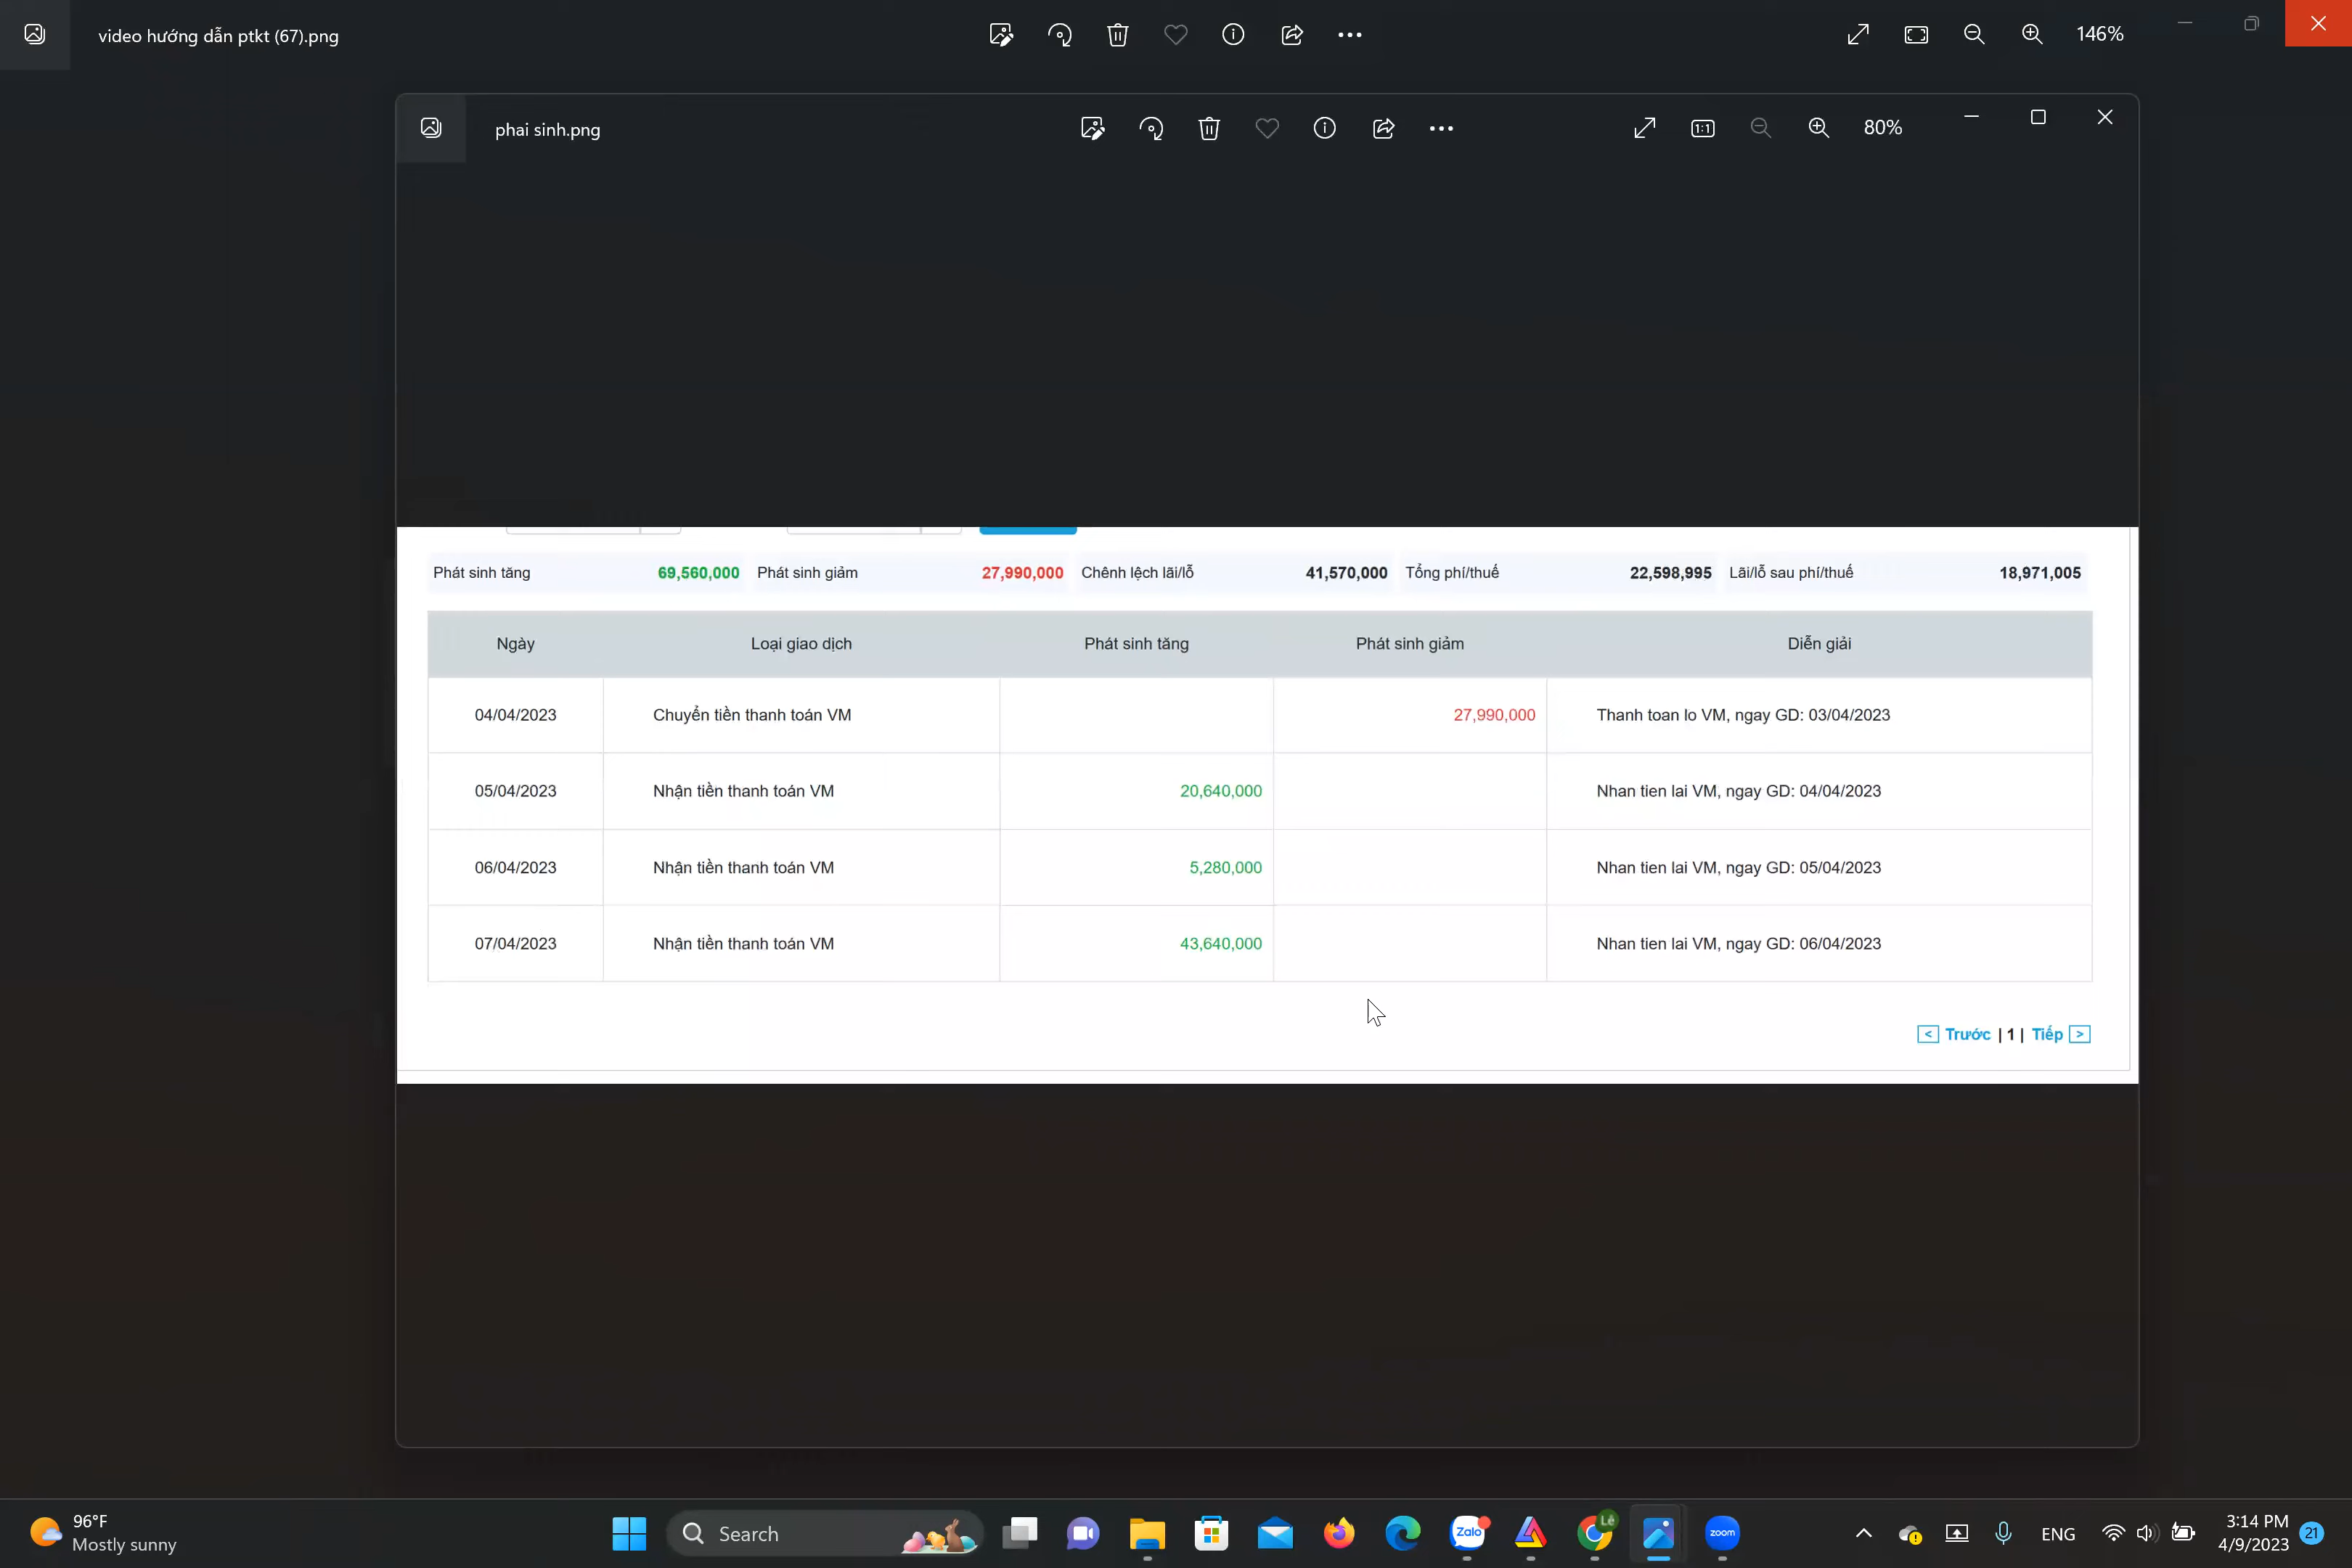 video hướng dẫn ptkt (67).png
146%
phai sinh.png
1:1
80%
Phát sinh tăng 69,560,000 Phát sinh giảm 27,990,000 Chênh lệch lãi/lỗ 41,570,000 Tổng phí/thuế 22,598,995 Lãi/lỗ sau phí/thuế 18,971,005
Ngày Loại giao dịch Phát sinh tăng Phát sinh giảm Diễn giải
04/04/2023 Chuyển tiền thanh toán VM 27,990,000 Thanh toan lo VM, ngay GD: 03/04/2023
05/04/2023 Nhận tiền thanh toán VM 20,640,000 Nhan tien lai VM, ngay GD: 04/04/2023
06/04/2023 Nhận tiền thanh toán VM 5,280,000 Nhan tien lai VM, ngay GD: 05/04/2023
07/04/2023 Nhận tiền thanh toán VM 43,640,000 Nhan tien lai VM, ngay GD: 06/04/2023
< Trước | 1 | Tiếp >
96°F
Mostly sunny
Search
Zalo
Lê
zoom
ENG
3:14 PM
4/9/2023
21